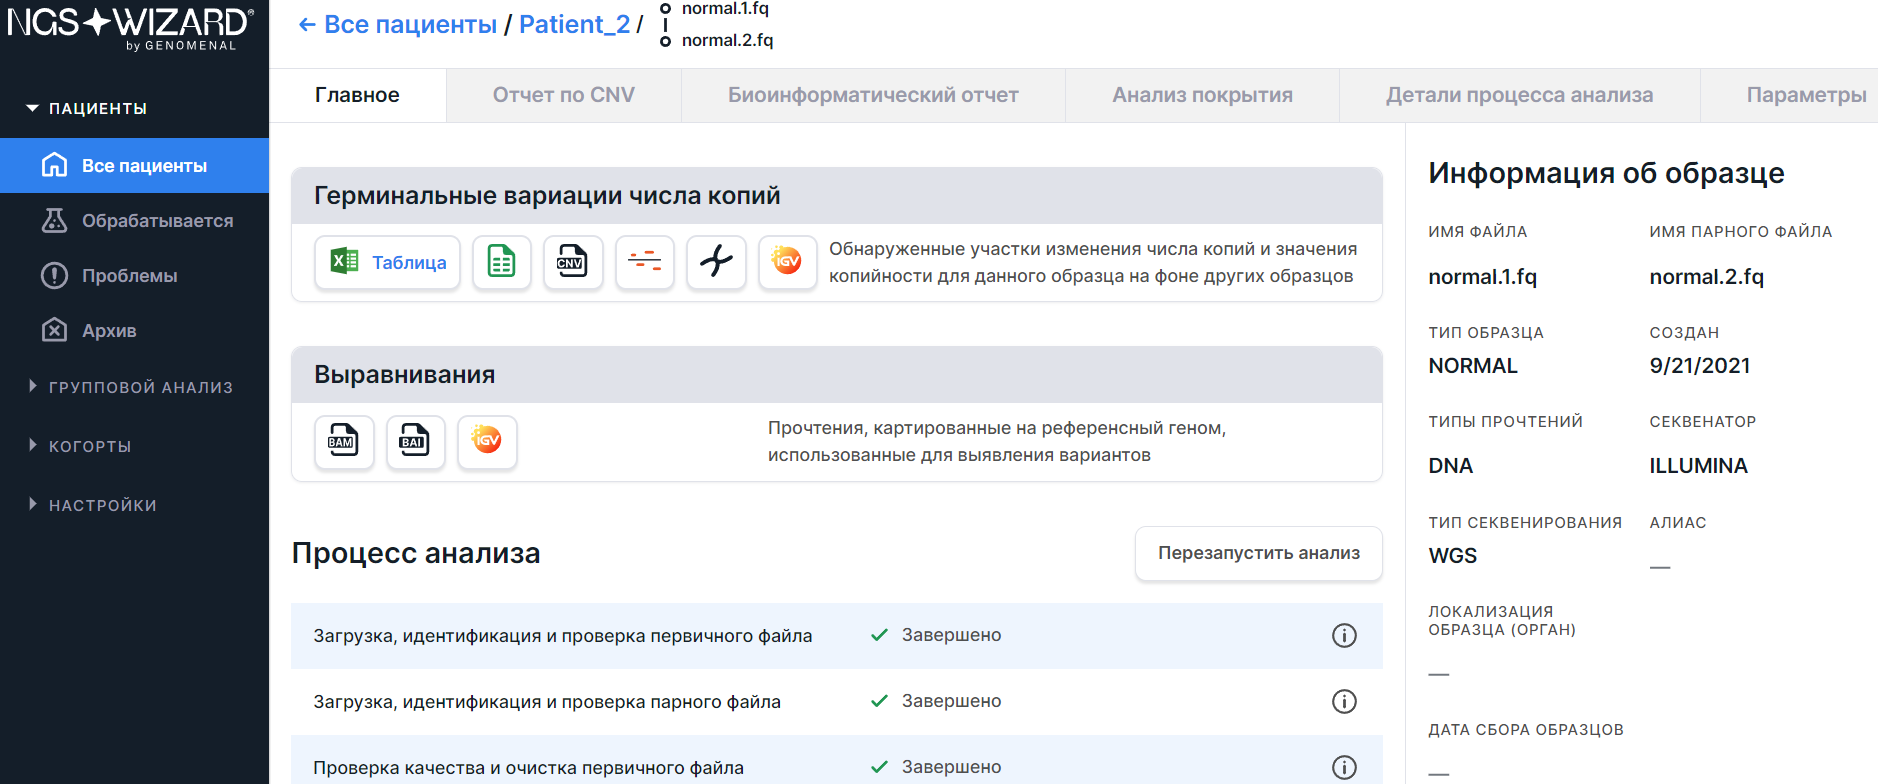 NGS WIZARD®
by GENOMENAL
ПАЦИЕНТЫ
Все пациенты
Обрабатывается
Проблемы
Архив
ГРУППОВОЙ АНАЛИЗ
КОГОРТЫ
НАСТРОЙКИ
← Все пациенты / Patient_2 /
normal.1.fq
normal.2.fq
Главное
Отчет по CNV
Биоинформатический отчет
Анализ покрытия
Детали процесса анализа
Параметры
Герминальные вариации числа копий
Таблица
CNV
IGV
Обнаруженные участки изменения числа копий и значения
копийности для данного образца на фоне других образцов
Выравнивания
BAM
BAI
IGV
Прочтения, картированные на референсный геном,
использованные для выявления вариантов
Процесс анализа
Перезапустить анализ
Загрузка, идентификация и проверка первичного файла
Завершено
Загрузка, идентификация и проверка парного файла
Завершено
Проверка качества и очистка первичного файла
Завершено
Информация об образце
ИМЯ ФАЙЛА
ИМЯ ПАРНОГО ФАЙЛА
normal.1.fq
normal.2.fq
ТИП ОБРАЗЦА
СОЗДАН
NORMAL
9/21/2021
ТИПЫ ПРОЧТЕНИЙ
СЕКВЕНАТОР
DNA
ILLUMINA
ТИП СЕКВЕНИРОВАНИЯ
АЛИАС
WGS
—
ЛОКАЛИЗАЦИЯ
ОБРАЗЦА (ОРГАН)
—
ДАТА СБОРА ОБРАЗЦОВ
—